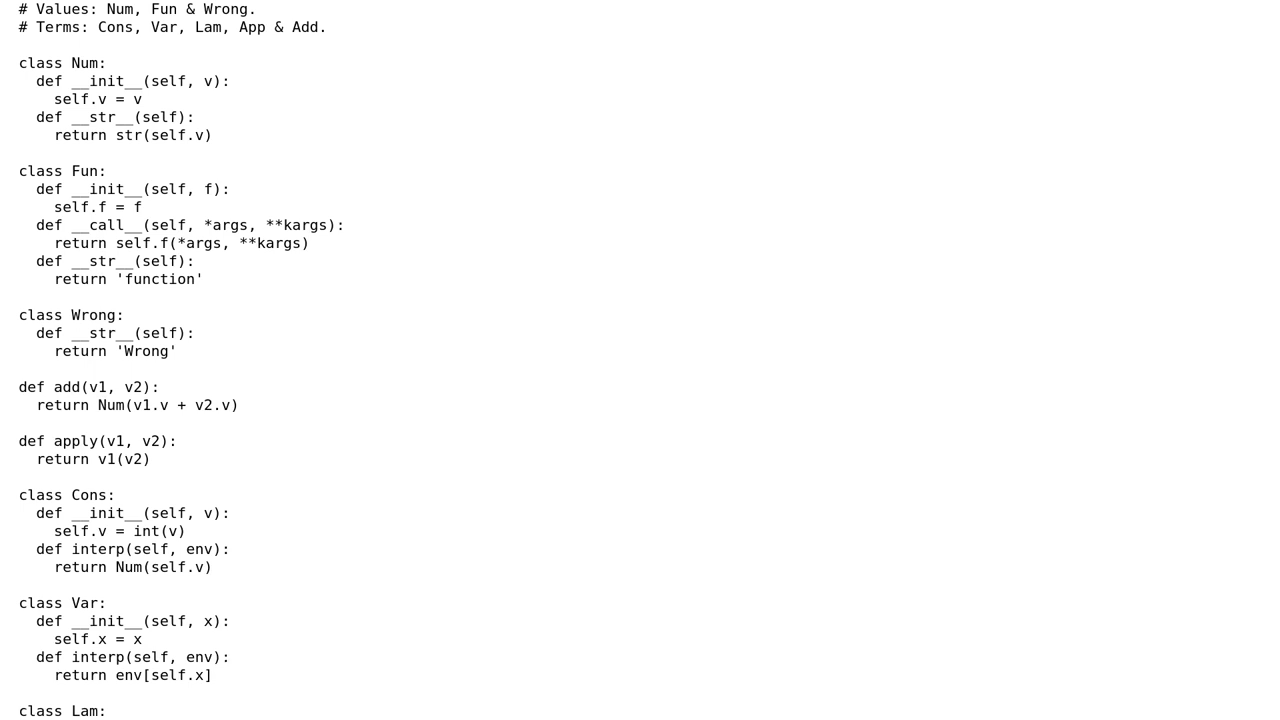 # Values: Num, Fun & Wrong.
# Terms: Cons, Var, Lam, App & Add.

class Num:
  def __init__(self, v):
    self.v = v
  def __str__(self):
    return str(self.v)

class Fun:
  def __init__(self, f):
    self.f = f
  def __call__(self, *args, **kargs):
    return self.f(*args, **kargs)
  def __str__(self):
    return 'function'

class Wrong:
  def __str__(self):
    return 'Wrong'

def add(v1, v2):
  return Num(v1.v + v2.v)

def apply(v1, v2):
  return v1(v2)

class Cons:
  def __init__(self, v):
    self.v = int(v)
  def interp(self, env):
    return Num(self.v)

class Var:
  def __init__(self, x):
    self.x = x
  def interp(self, env):
    return env[self.x]

class Lam: